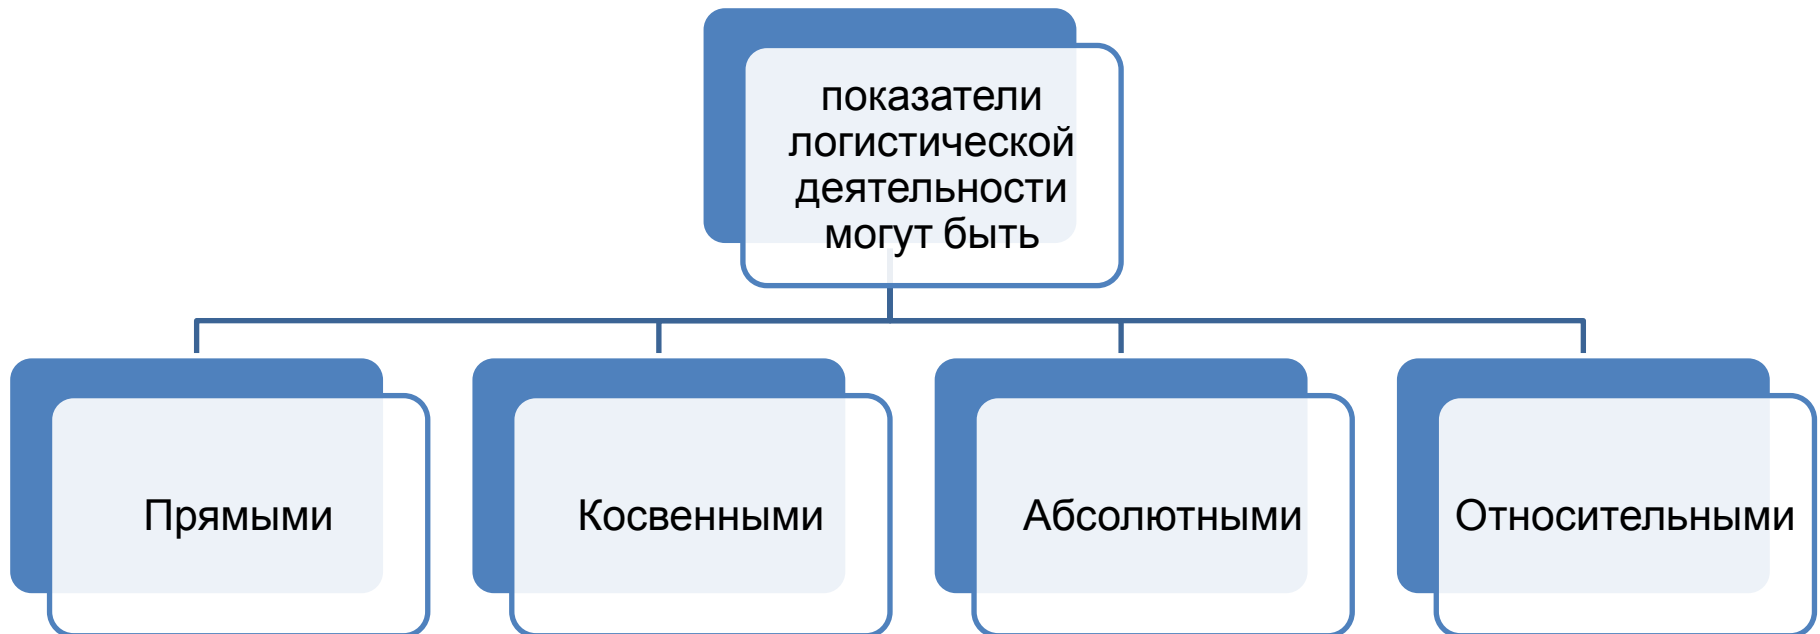 показатели
логистической
деятельности
могут быть
Прямыми
Косвенными
Абсолютными
Относительными